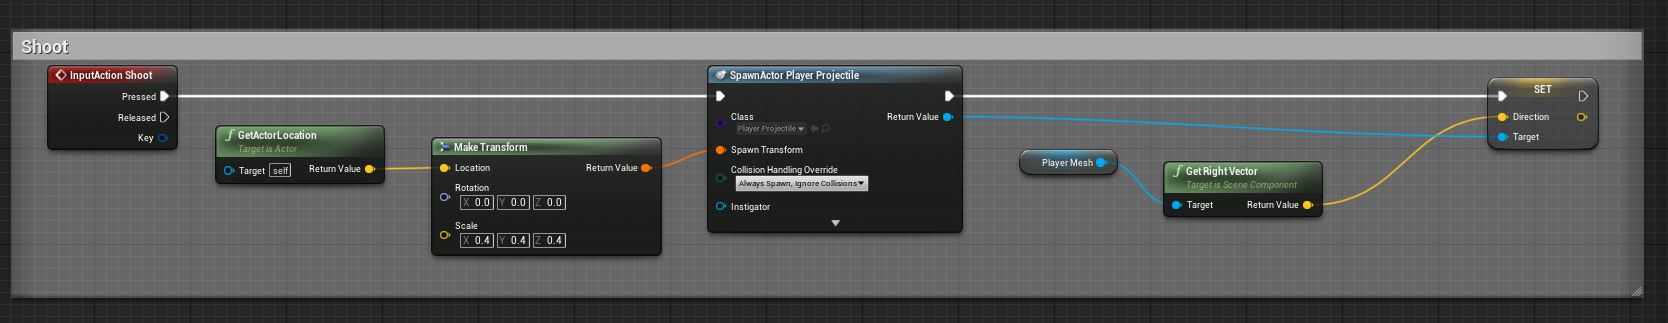 Shoot
InputAction Shoot
Pressed
Released
Key
GetActorLocation
Target is Actor
Target self Return Value
Make Transform
Location Return Value
Rotation
X 0.0 Y 0.0 Z 0.0
Scale
X 0.4 Y 0.4 Z 0.4
SpawnActor Player Projectile
Class Return Value
Player Projectile
Spawn Transform
Collision Handling Override
Always Spawn, Ignore Collisions
Instigator
Player Mesh
Get Right Vector
Target is Scene Component
Target Return Value
SET
Direction
Target